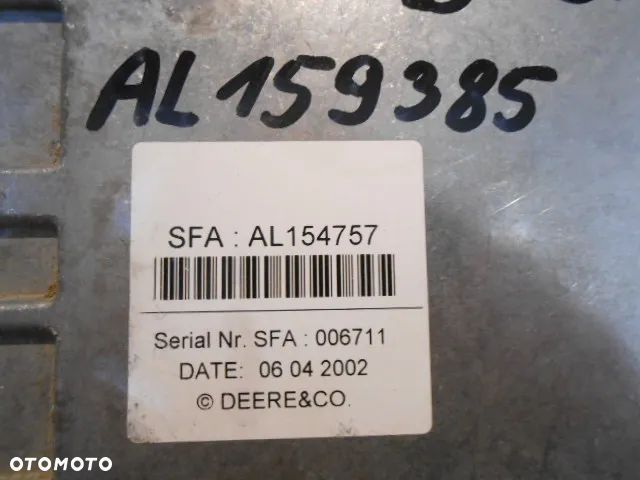 AL159385
SFA : AL154757
Serial Nr. SFA : 006711
DATE: 06 04 2002
© DEERE&CO.
OTOMOTO